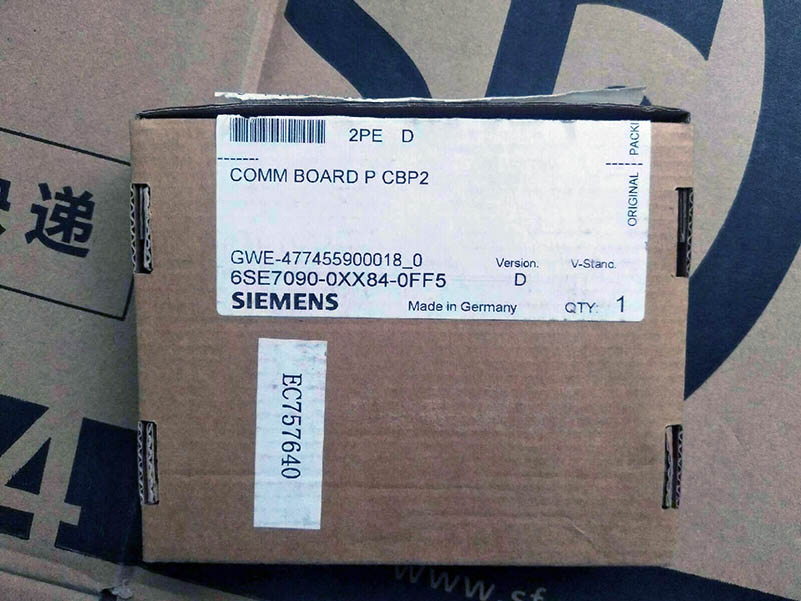 2PE D
COMM BOARD P CBP2
GWE-477455900018_0
6SE7090-0XX84-0FF5
SIEMENS
Version.
D
V-Stand.
Made in Germany
QTY: 1
ORIGINAL PACKI
EC757640
递
SF
4
www.sf